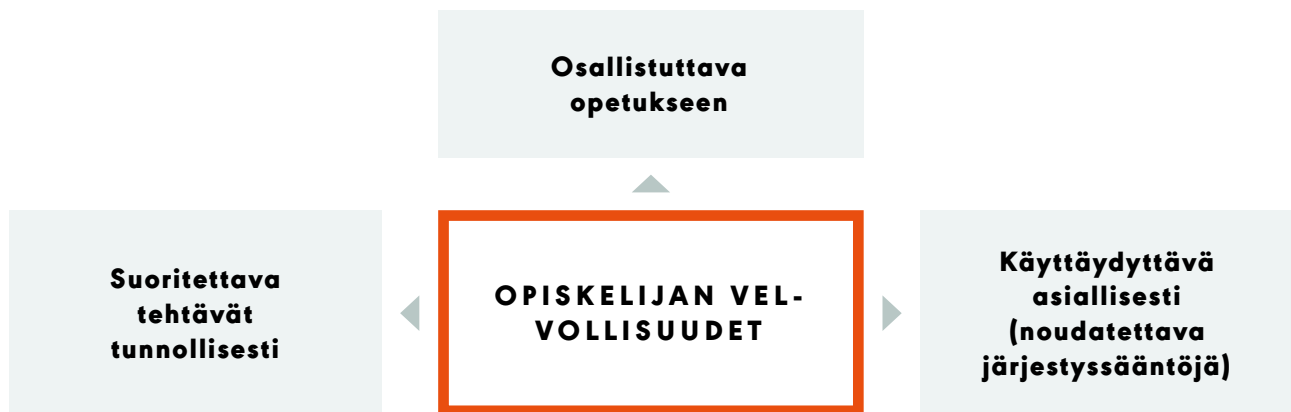 Osallistuttava
opetukseen
Suoritettava
tehtävät
tunnollisesti
OPISKELIJAN VEL-
VOLLISUUDET
Käyttäydyttävä
asiallisesti
(noudatettava
järjestyssääntöjä)